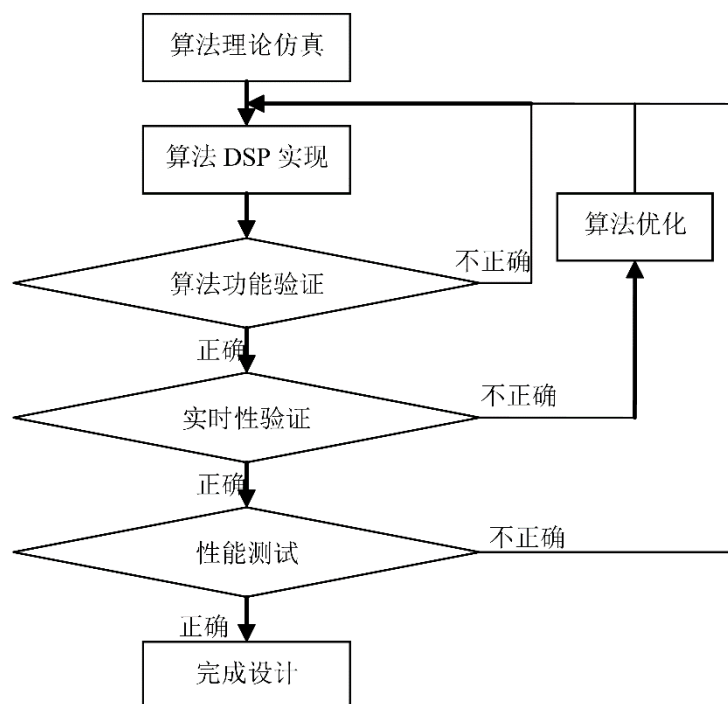 算法理论仿真
算法 DSP 实现
算法优化
不正确
算法功能验证
正确
不正确
实时性验证
正确
不正确
性能测试
正确
完成设计